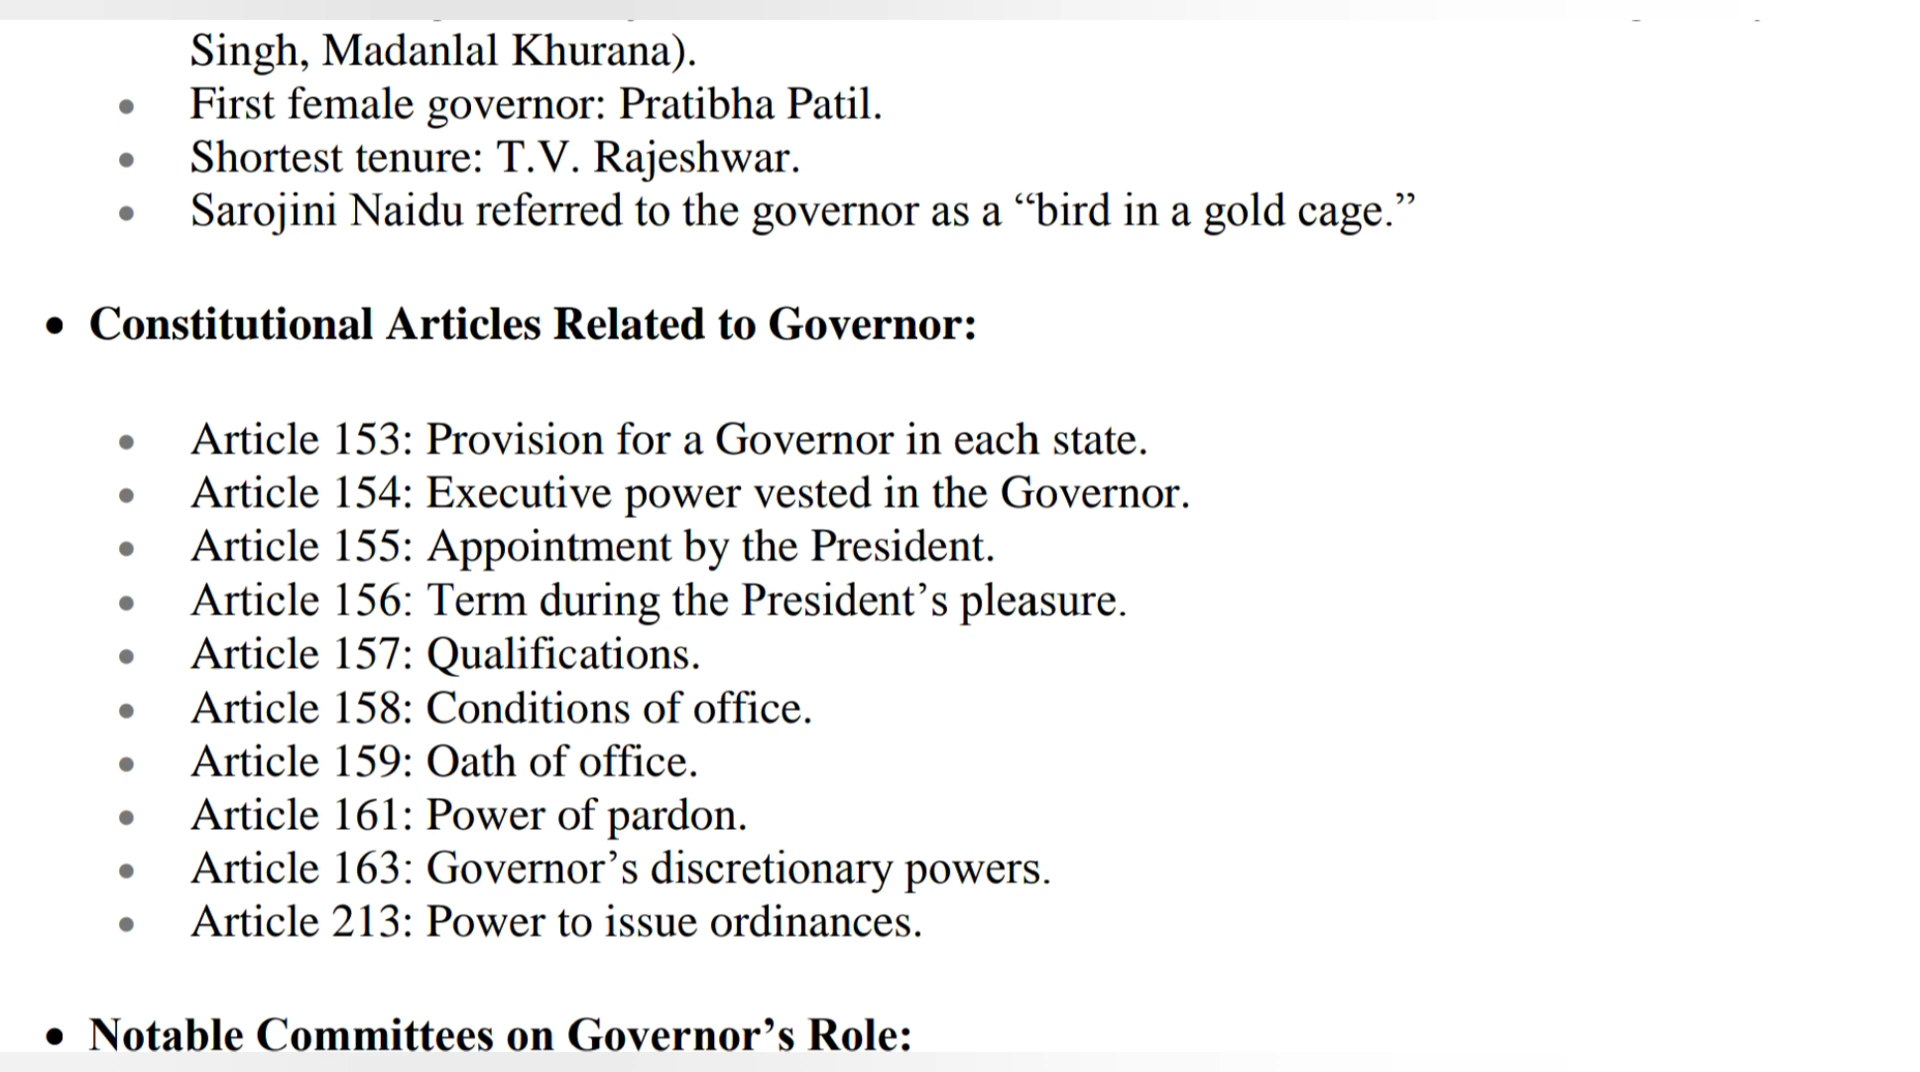 Singh, Madanlal Khurana).
• First female governor: Pratibha Patil.
• Shortest tenure: T.V. Rajeshwar.
• Sarojini Naidu referred to the governor as a “bird in a gold cage.”
• Constitutional Articles Related to Governor:
• Article 153: Provision for a Governor in each state.
• Article 154: Executive power vested in the Governor.
• Article 155: Appointment by the President.
• Article 156: Term during the President’s pleasure.
• Article 157: Qualifications.
• Article 158: Conditions of office.
• Article 159: Oath of office.
• Article 161: Power of pardon.
• Article 163: Governor’s discretionary powers.
• Article 213: Power to issue ordinances.
• Notable Committees on Governor’s Role: